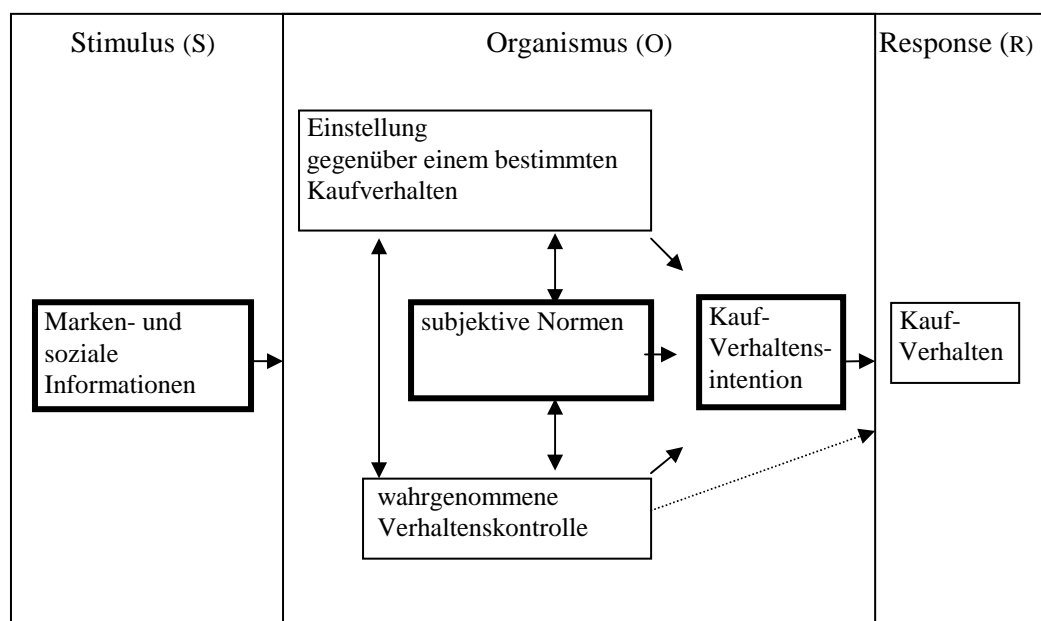 Stimulus (S)
Organismus (O)
Response (R)
Einstellung
gegenüber einem bestimmten
Kaufverhalten
Marken- und
soziale
Informationen
subjektive Normen
Kauf-
Verhaltens-
intention
Kauf-
Verhalten
wahrgenommene
Verhaltenskontrolle